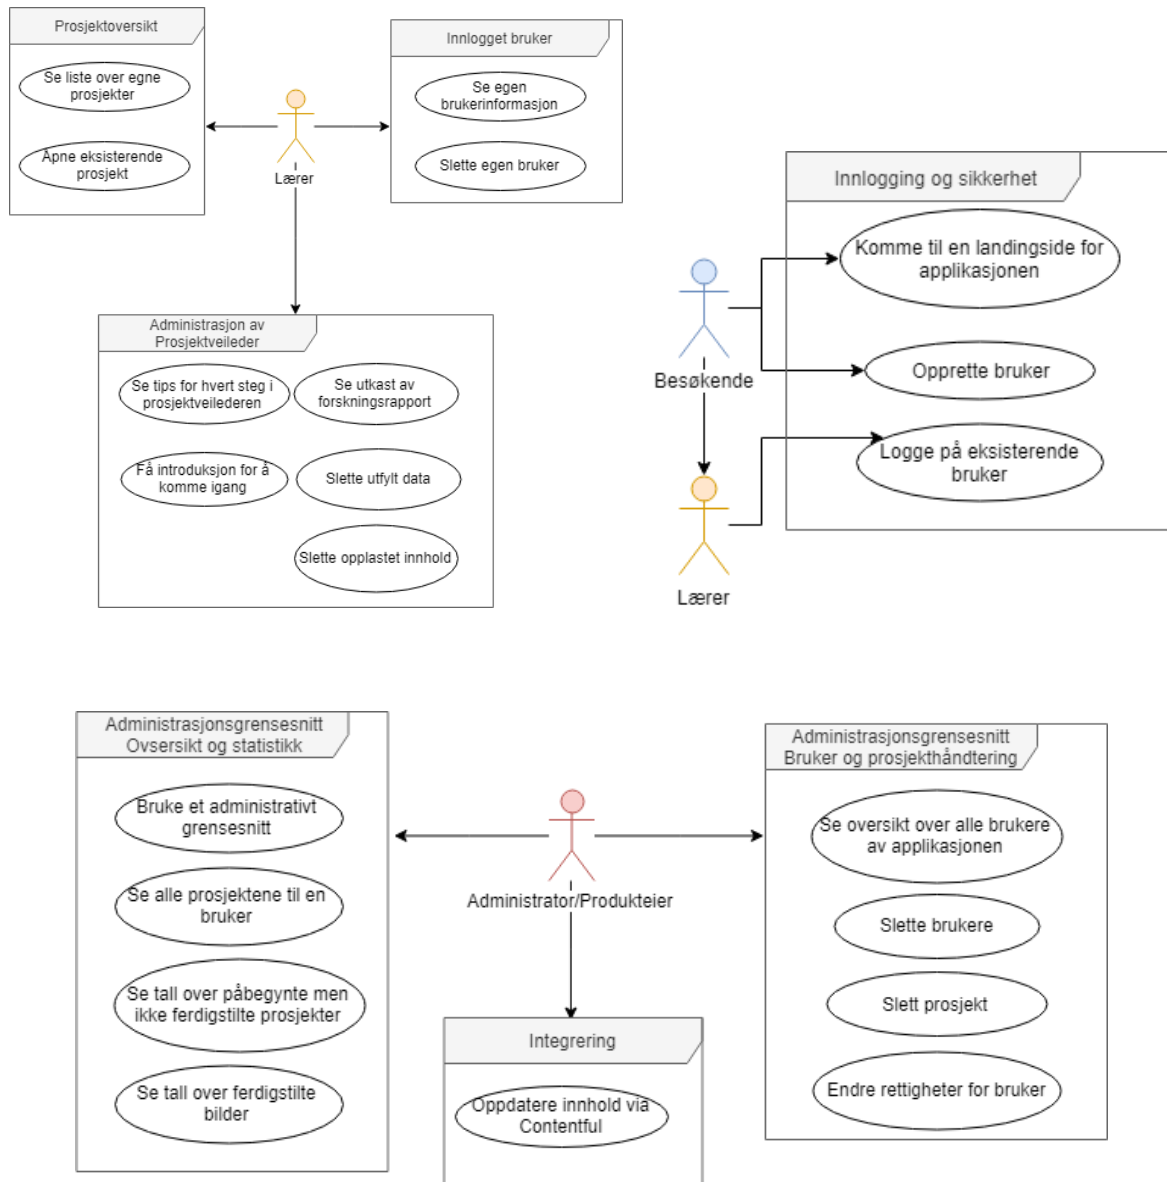 Prosjektoversikt
Se liste over egne
prosjekter
Åpne eksisterende
prosjekt
Lærer
Innlogget bruker
Se egen
brukerinformasjon
Slette egen bruker
Administrasjon av
Prosjektveileder
Se tips for hvert steg i
prosjektveilederen
Se utkast av
forskningsrapport
Få introduksjon for å
komme igang
Slette utfylt data
Slette opplastet innhold
Innlogging og sikkerhet
Komme til en landingside for
applikasjonen
Opprette bruker
Logge på eksisterende
bruker
Besøkende
Lærer
Administrasjonsgrensesnitt
Ovsersikt og statistikk
Bruke et administrativt
grensesnitt
Se alle prosjektene til en
bruker
Se tall over påbegynte men
ikke ferdigstilte prosjekter
Se tall over ferdigstilte
bilder
Administrator/Produkteier
Integrering
Oppdatere innhold via
Contentful
Administrasjonsgrensesnitt
Bruker og prosjekthåndtering
Se oversikt over alle brukere
av applikasjonen
Slette brukere
Slett prosjekt
Endre rettigheter for bruker